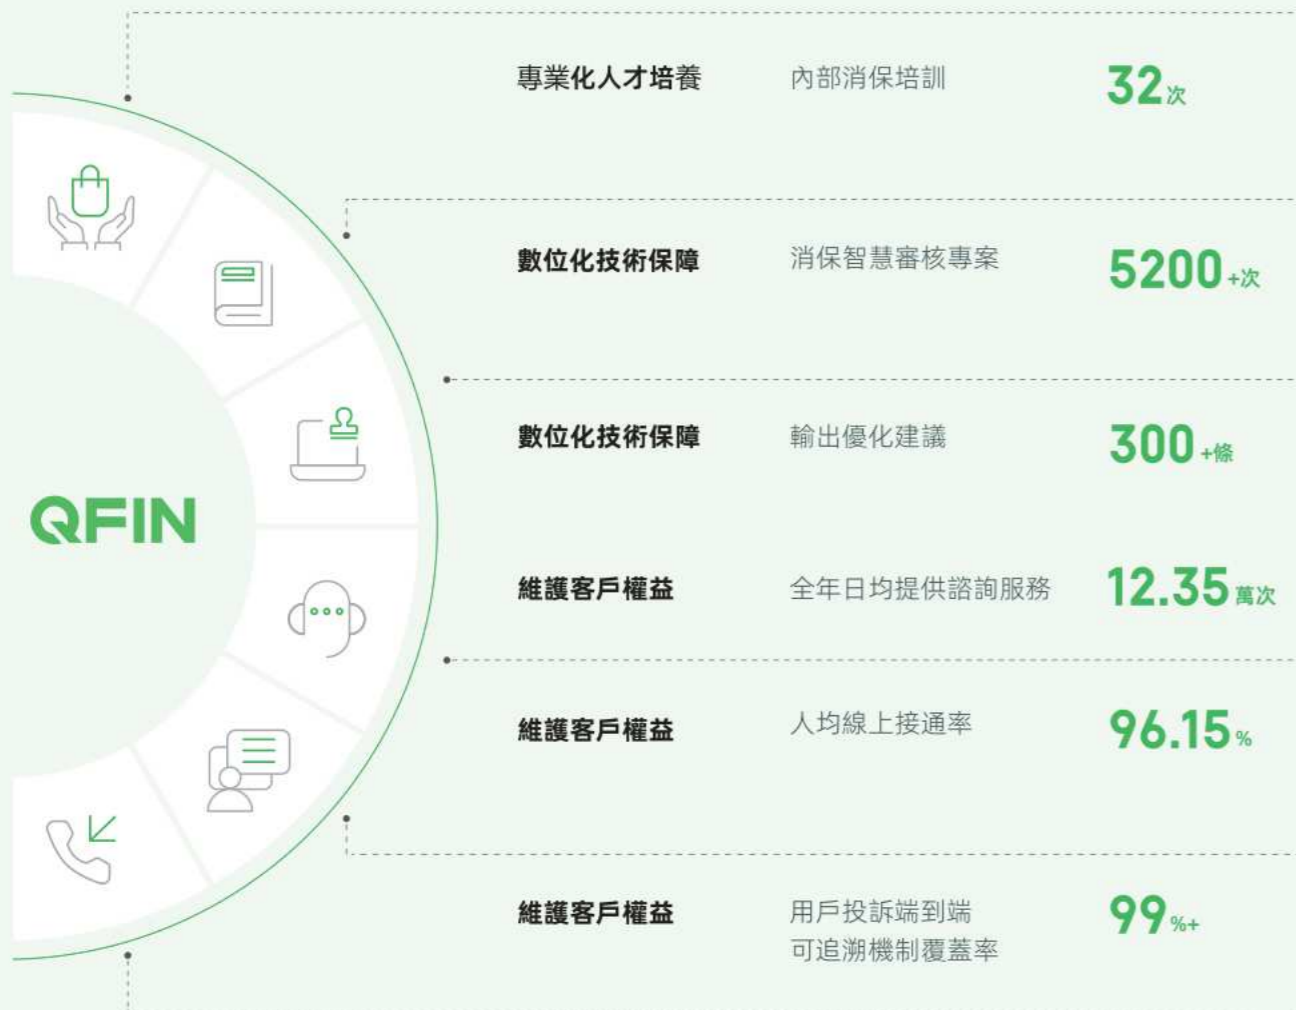 專業化人才培養 內部消保培訓 32次
數位化技術保障 消保智慧審核專案 5200+次
數位化技術保障 輸出優化建議 300+條
QFIN
維護客戶權益 全年日均提供諮詢服務 12.35萬次
維護客戶權益 人均線上接通率 96.15%
維護客戶權益 用戶投訴端到端 99%+
可追溯機制覆蓋率